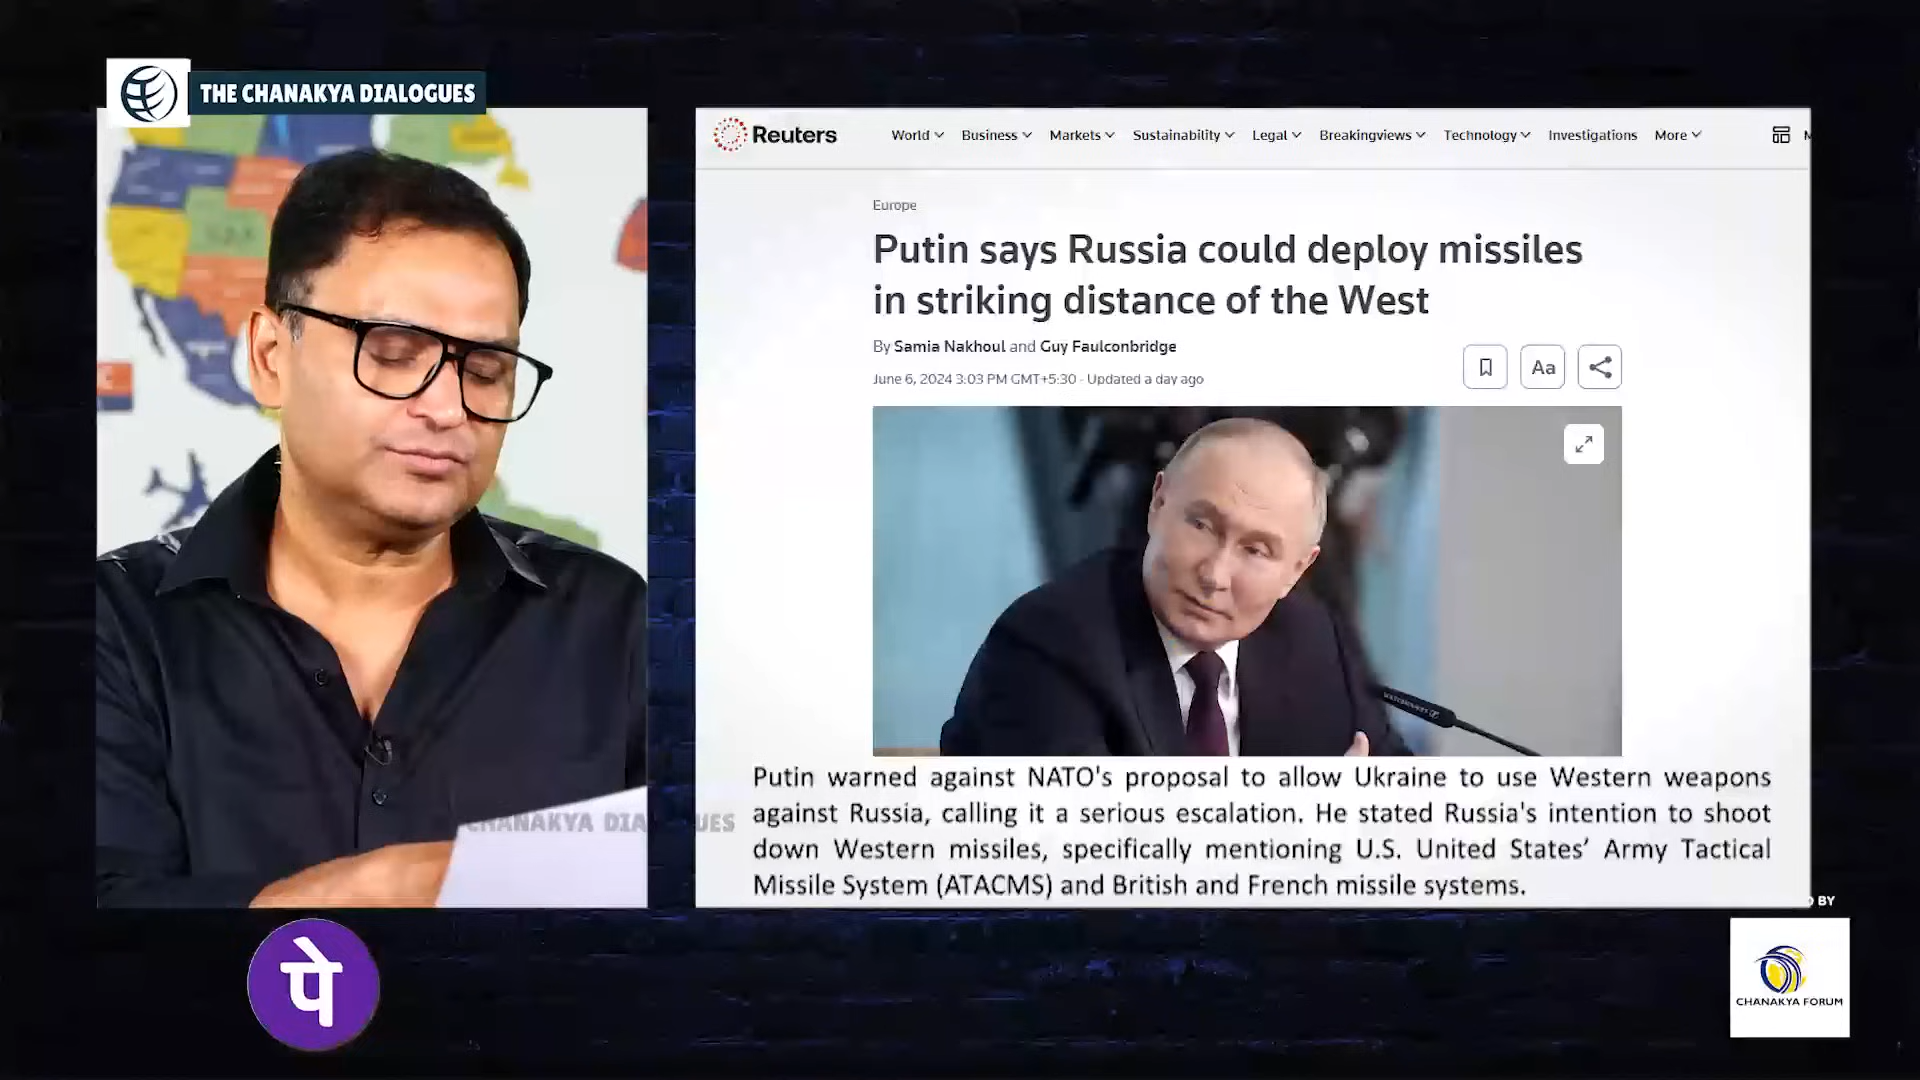 THE CHANAKYA DIALOGUES
Reuters
World Business Markets Sustainability Legal Breakingviews Technology Investigations More
Europe
Putin says Russia could deploy missiles
in striking distance of the West
By Samia Nakhoul and Guy Faulconbridge
June 6, 2024 3:03 PM GMT+5:30 · Updated a day ago
Aa
Putin warned against NATO's proposal to allow Ukraine to use Western weapons
against Russia, calling it a serious escalation. He stated Russia's intention to shoot
down Western missiles, specifically mentioning U.S. United States’ Army Tactical
Missile System (ATACMS) and British and French missile systems.
CHANAKYA DIA UES
BY
पे
CHANAKYA FORUM